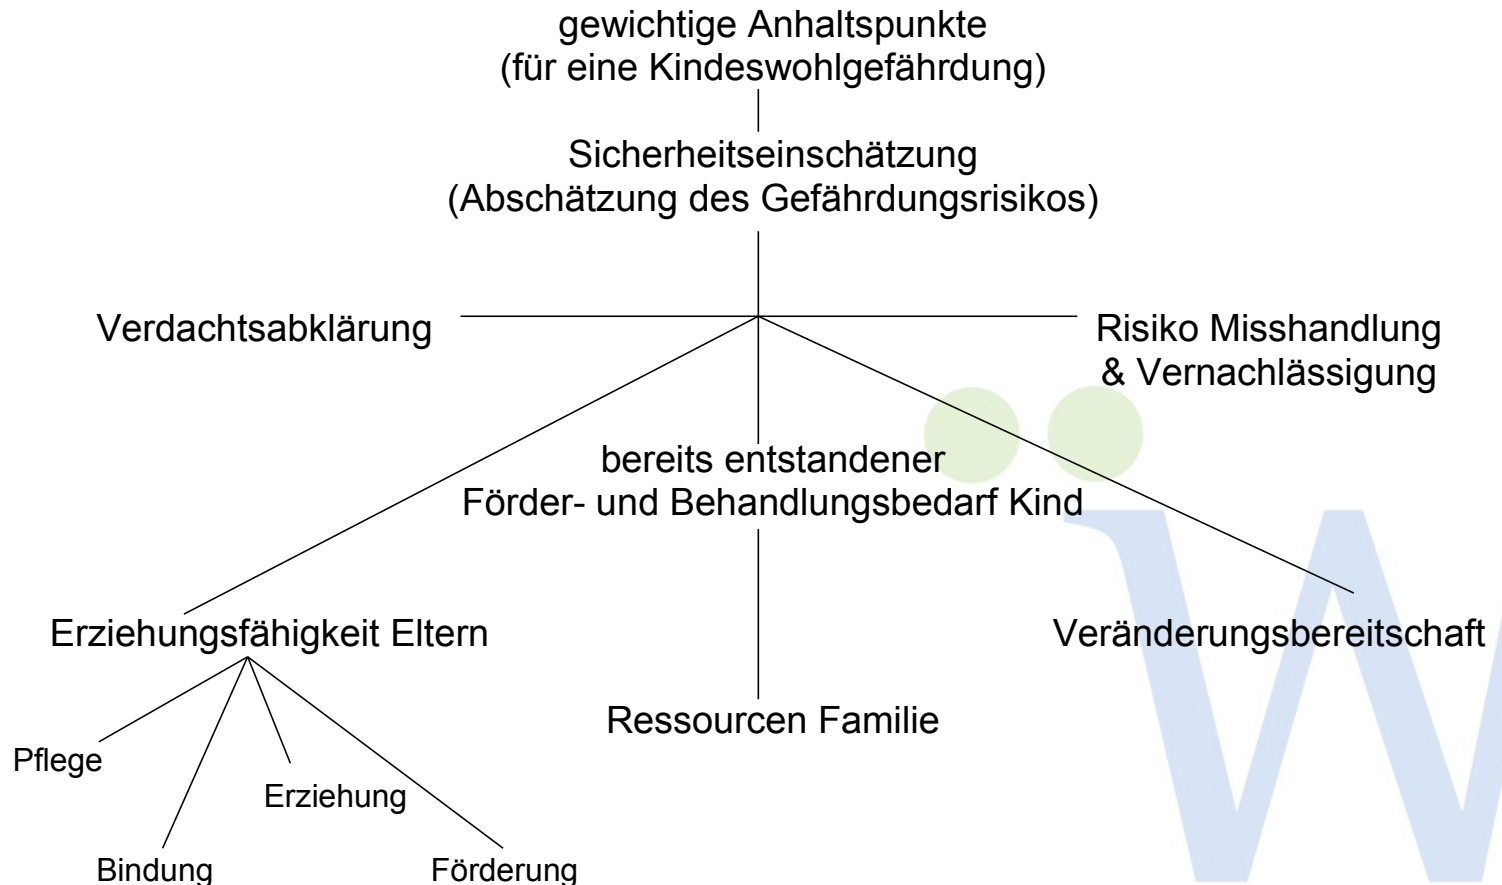 gewichtige Anhaltspunkte
(für eine Kindeswohlgefährdung)
Sicherheitseinschätzung
(Abschätzung des Gefährdungsrisikos)
Verdachtsabklärung
Risiko Misshandlung
& Vernachlässigung
bereits entstandener
Förder- und Behandlungsbedarf Kind
Erziehungsfähigkeit Eltern
Veränderungsbereitschaft
Ressourcen Familie
Pflege
Erziehung
Bindung
Förderung